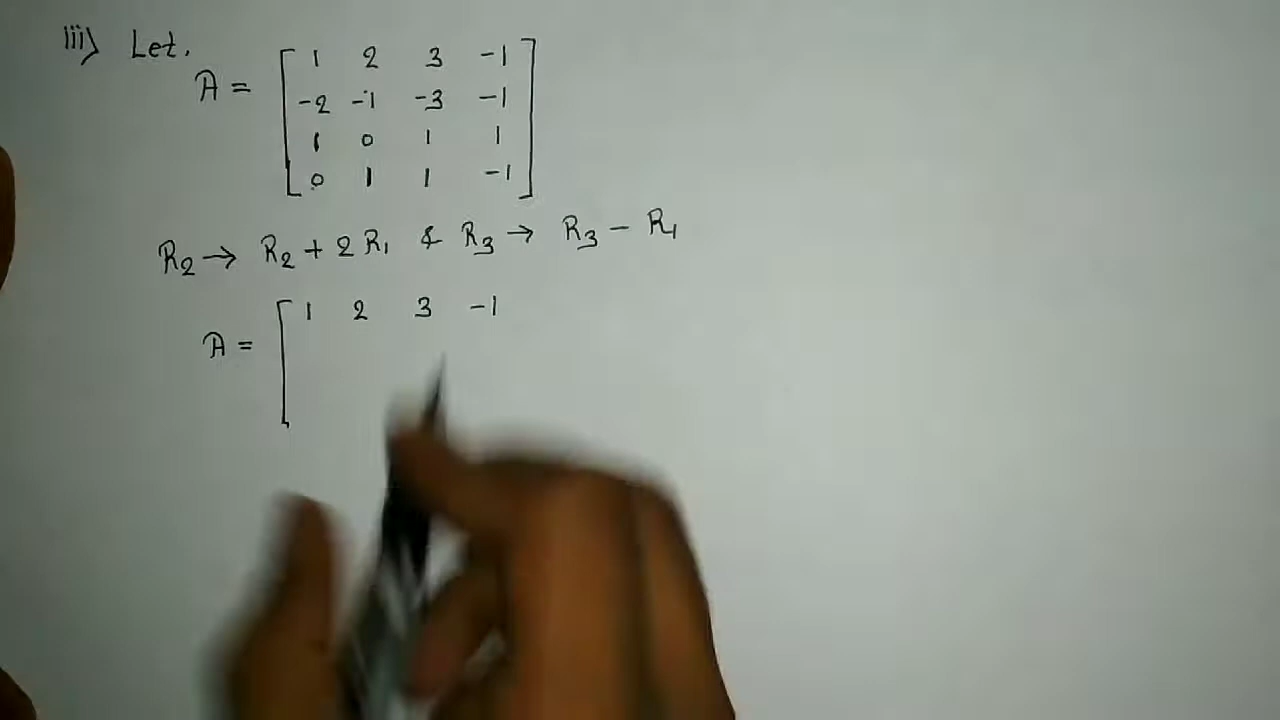 iii) Let,
A = [ 1 2 3 -1
-2 -1 -3 -1
1 0 1 1
0 1 1 -1 ]
R₂ → R₂ + 2R₁ & R₃ → R₃ - R₁
A = [ 1 2 3 -1